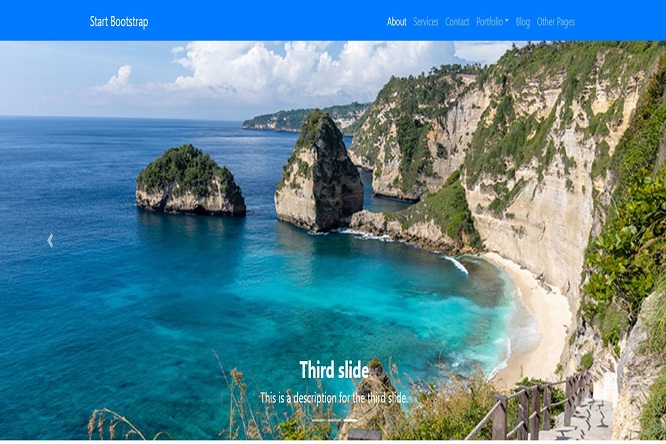 Start Bootstrap
About Services Contact Portfolio Blog Other Pages
Third slide
This is a description for the third slide.